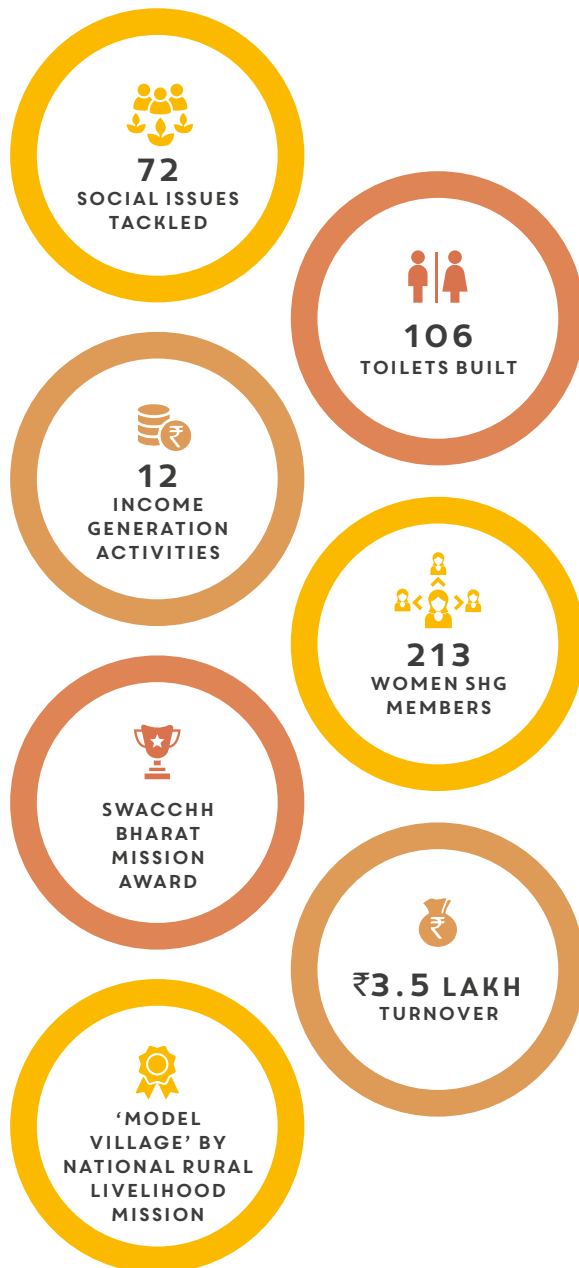 72
SOCIAL ISSUES
TACKLED
106
TOILETS BUILT
₹
12
INCOME
GENERATION
ACTIVITIES
213
WOMEN SHG
MEMBERS
SWACCHH
BHARAT
MISSION
AWARD
₹
₹3.5 LAKH
TURNOVER
‘MODEL
VILLAGE’ BY
NATIONAL RURAL
LIVELIHOOD
MISSION